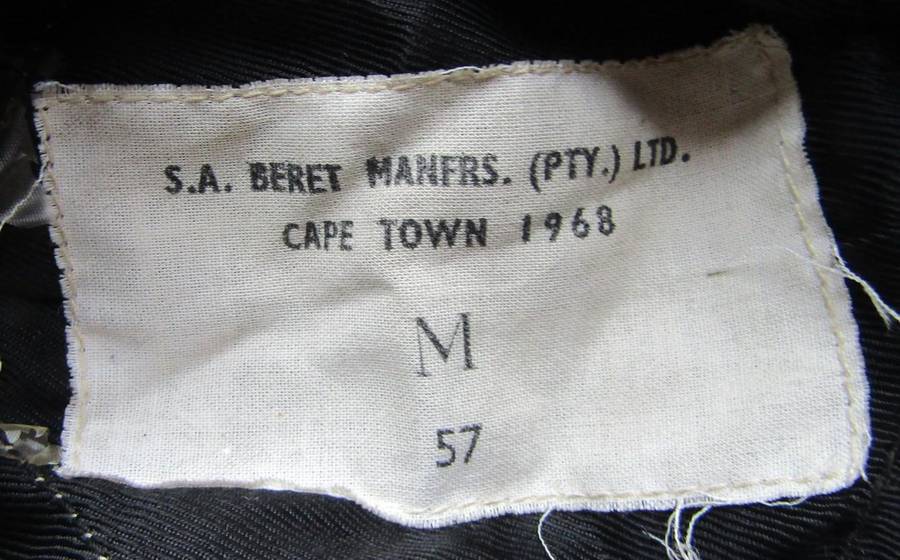 S.A. BERET MANFRS. (PTY.) LTD.
CAPE TOWN 1968
M
57